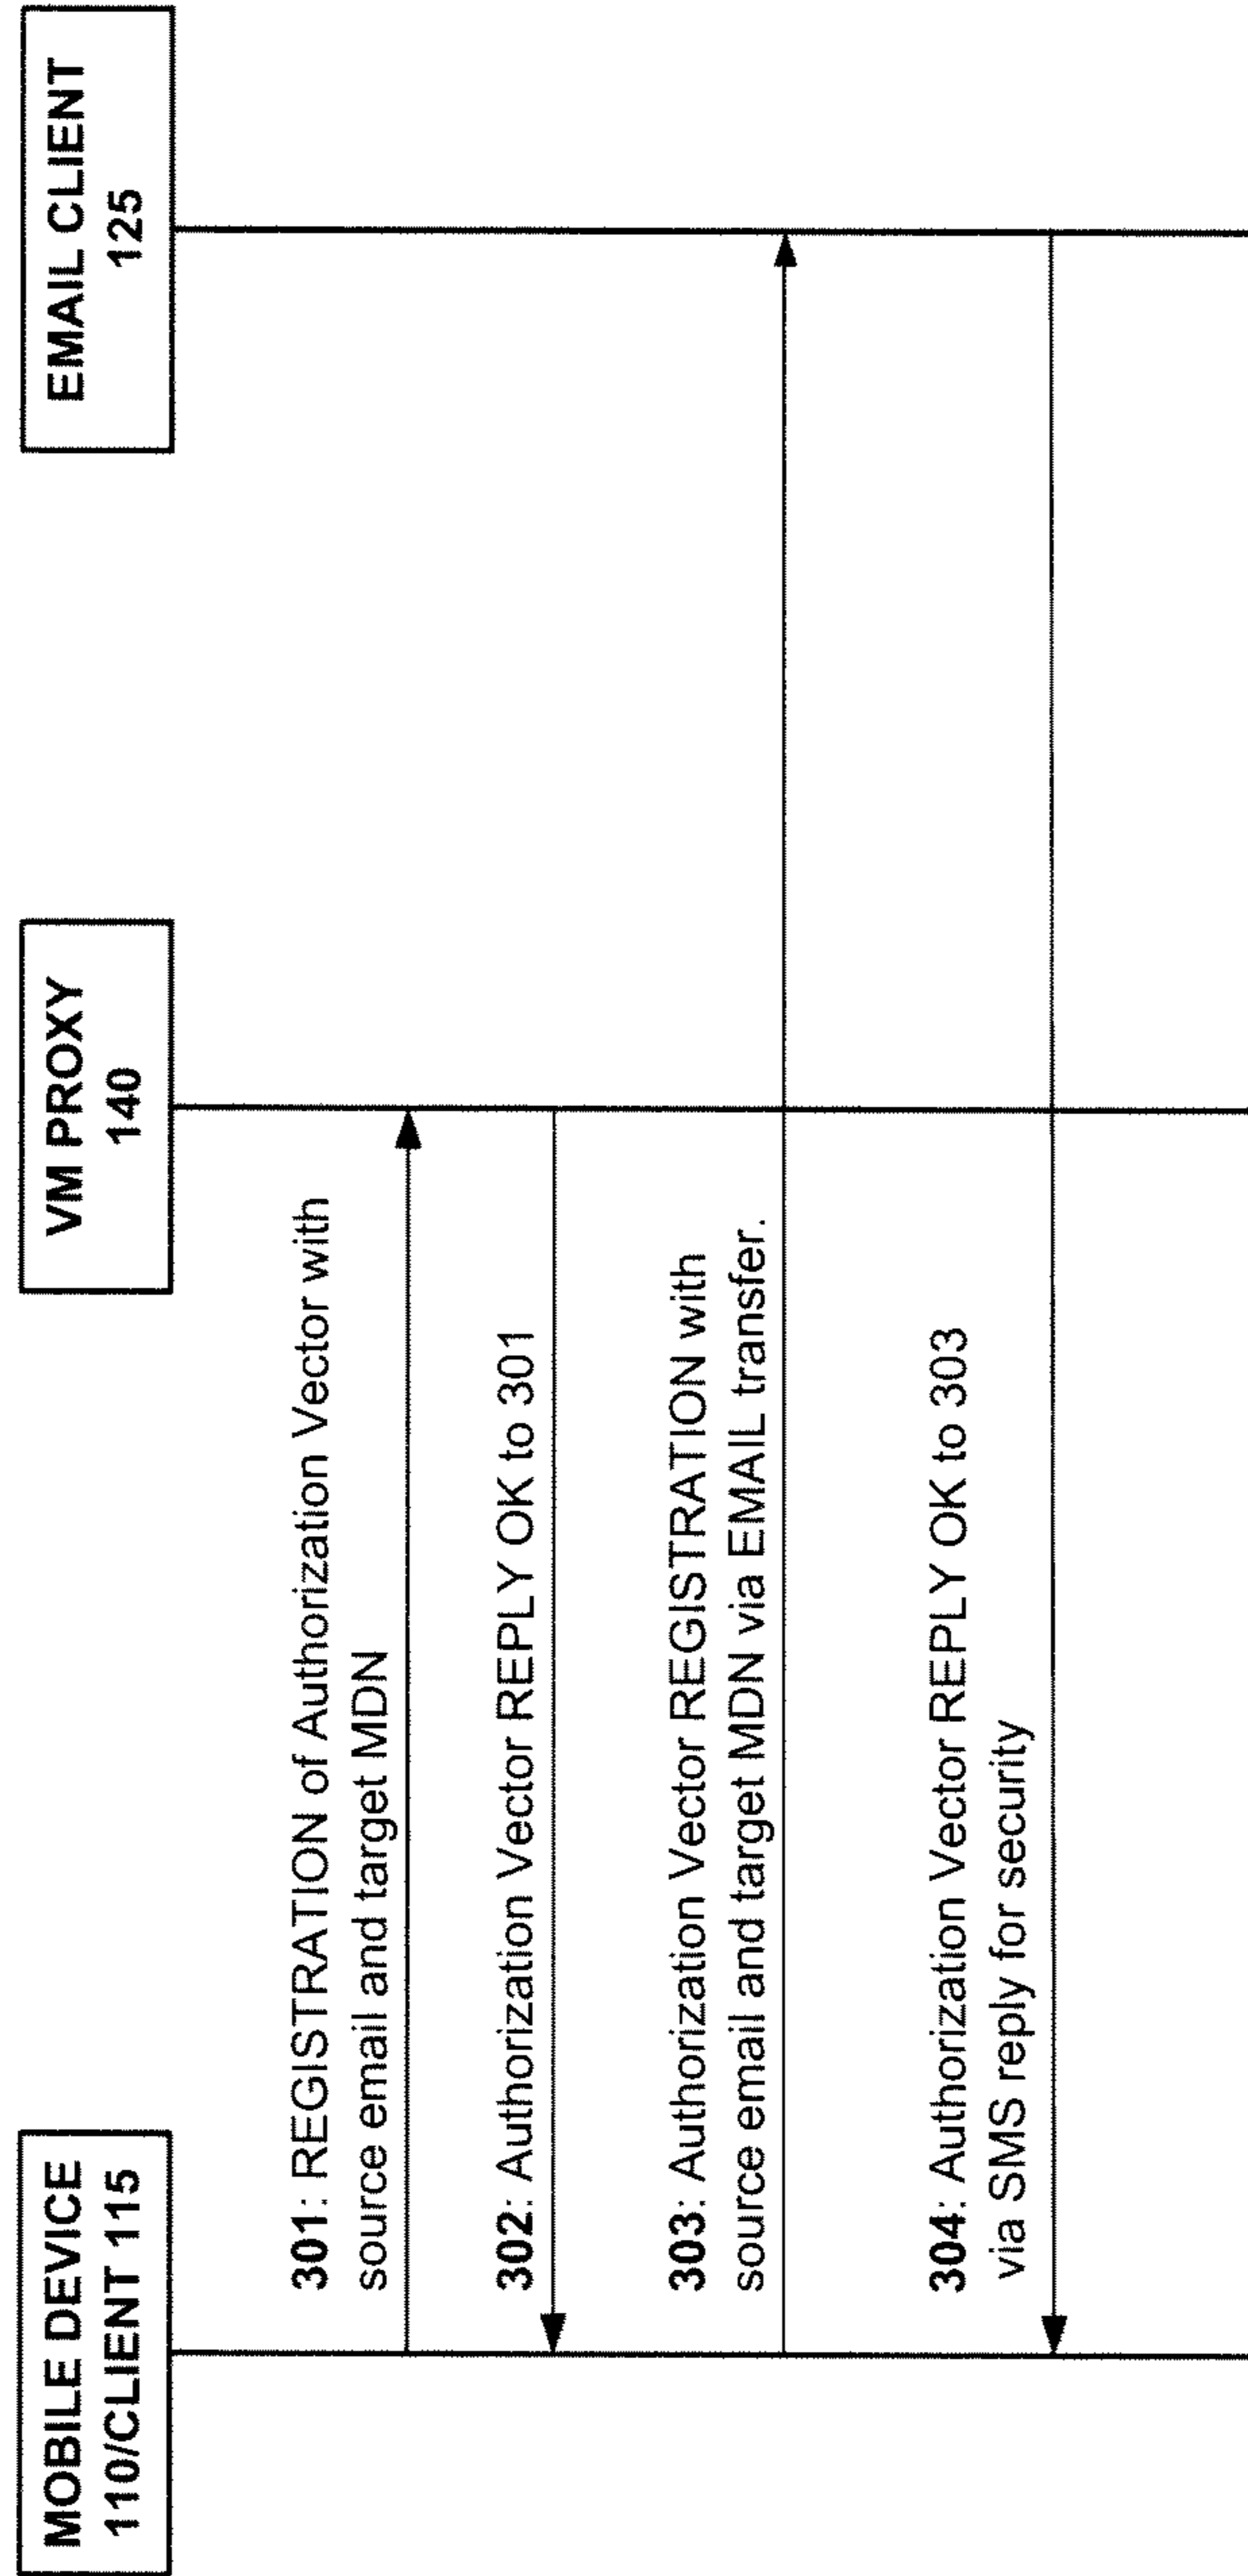 MOBILE DEVICE
110/CLIENT 115
VM PROXY
140
EMAIL CLIENT
125
301: REGISTRATION of Authorization Vector with
source email and target MDN
302: Authorization Vector REPLY OK to 301
303: Authorization Vector REGISTRATION with
source email and target MDN via EMAIL transfer.
304: Authorization Vector REPLY OK to 303
via SMS reply for security